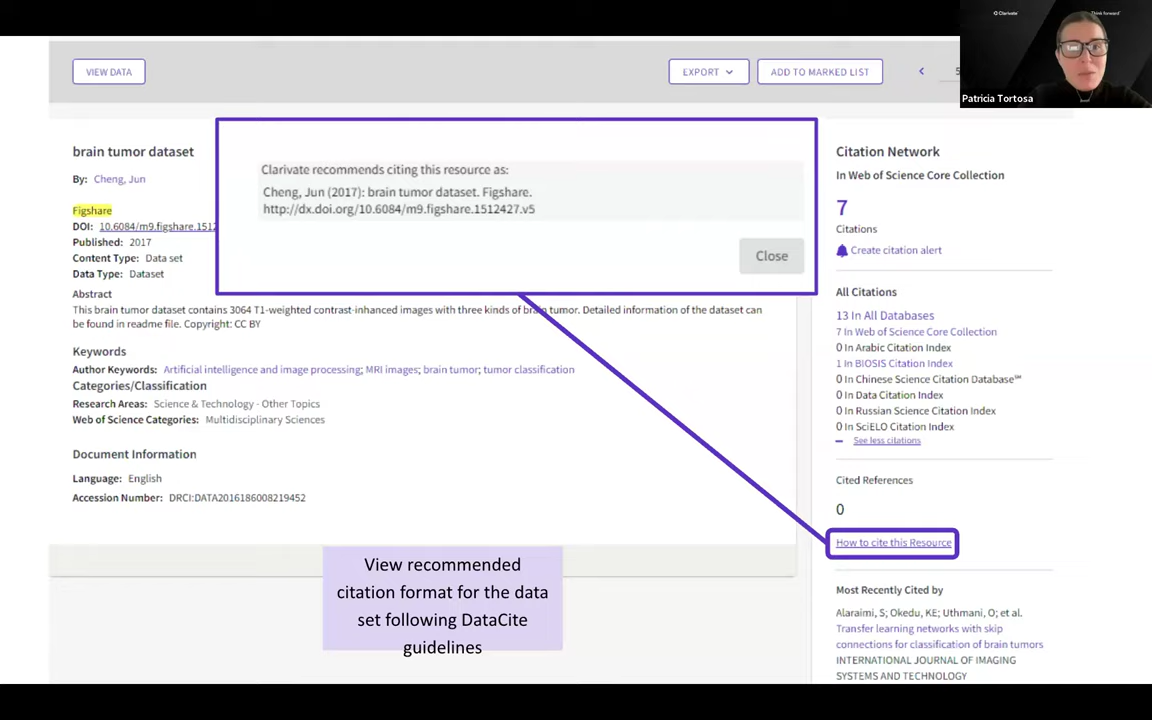 Clarivate
Think forward
Patricia Tortosa
VIEW DATA
EXPORT
ADD TO MARKED LIST
brain tumor dataset
By: Cheng, Jun
Figshare
DOI: 10.6084/m9.figshare.1512
Published: 2017
Content Type: Data set
Data Type: Dataset
Abstract
This brain tumor dataset contains 3064 T1-weighted contrast-inhanced images with three kinds of brain tumor. Detailed information of the dataset can
be found in readme file. Copyright: CC BY
Keywords
Author Keywords: Artificial intelligence and image processing; MRI images; brain tumor; tumor classification
Categories/Classification
Research Areas: Science & Technology - Other Topics
Web of Science Categories: Multidisciplinary Sciences
Document Information
Language: English
Accession Number: DRCI:DATA2016186008219452
Clarivate recommends citing this resource as:
Cheng, Jun (2017): brain tumor dataset. Figshare.
http://dx.doi.org/10.6084/m9.figshare.1512427.v5
Close
View recommended
citation format for the data
set following DataCite
guidelines
Citation Network
In Web of Science Core Collection
7
Citations
Create citation alert
All Citations
13 In All Databases
7 In Web of Science Core Collection
0 In Arabic Citation Index
1 In BIOSIS Citation Index
0 In Chinese Science Citation Database℠
0 In Data Citation Index
0 In Russian Science Citation Index
0 In SciELO Citation Index
See less citations
Cited References
0
How to cite this Resource
Most Recently Cited by
Alaraimi, S; Okedu, KE; Uthmani, O; et al.
Transfer learning networks with skip
connections for classification of brain tumors
INTERNATIONAL JOURNAL OF IMAGING
SYSTEMS AND TECHNOLOGY